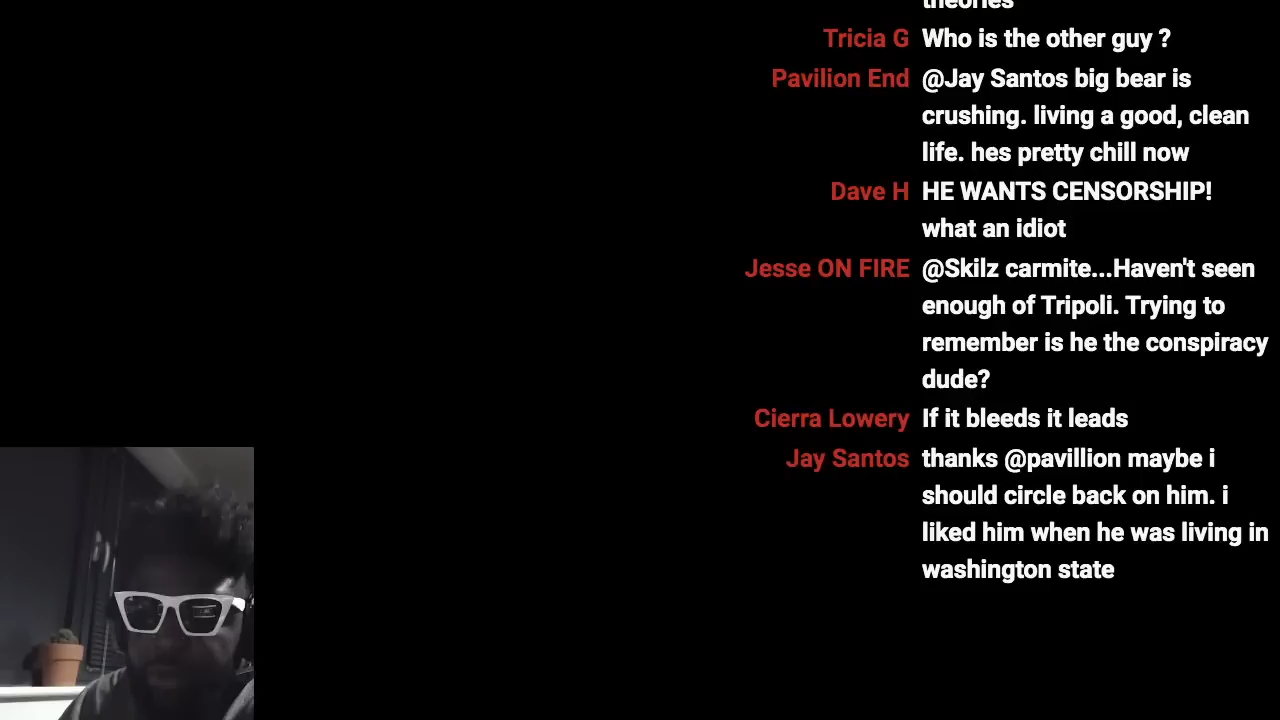 theories
Tricia G Who is the other guy ?
Pavilion End @Jay Santos big bear is
crushing. living a good, clean
life. hes pretty chill now
Dave H HE WANTS CENSORSHIP!
what an idiot
Jesse ON FIRE @Skilz carmite...Haven't seen
enough of Tripoli. Trying to
remember is he the conspiracy
dude?
Cierra Lowery If it bleeds it leads
Jay Santos thanks @pavillion maybe i
should circle back on him. i
liked him when he was living in
washington state